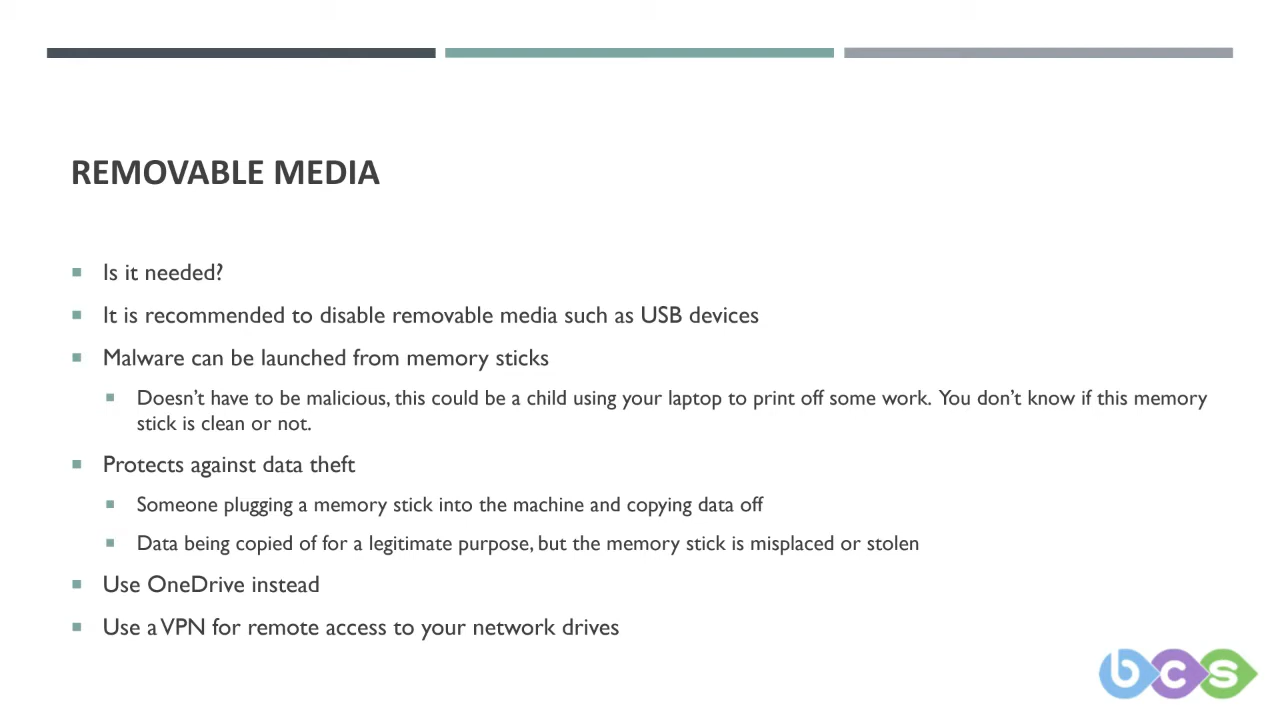 REMOVABLE MEDIA
Is it needed?
It is recommended to disable removable media such as USB devices
Malware can be launched from memory sticks
Doesn't have to be malicious, this could be a child using your laptop to print off some work. You don't know if this memory
stick is clean or not.
Protects against data theft
Someone plugging a memory stick into the machine and copying data off
Data being copied of for a legitimate purpose, but the memory stick is misplaced or stolen
Use OneDrive instead
Use a VPN for remote access to your network drives
bcs